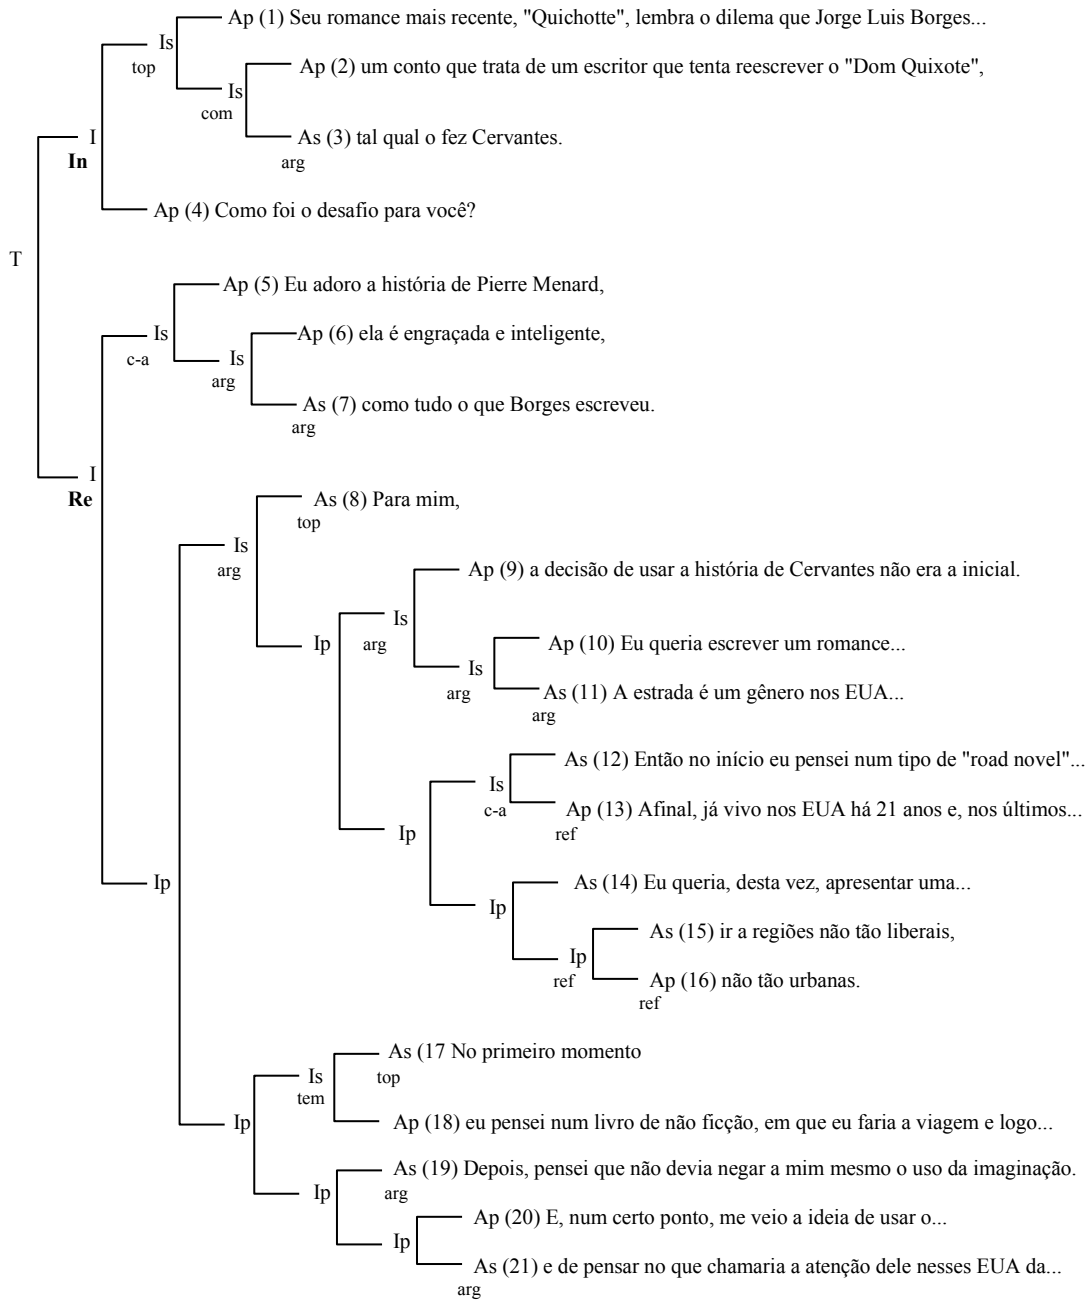 Ap (1) Seu romance mais recente, "Quichotte", lembra o dilema que Jorge Luis Borges...
Is
top
Ap (2) um conto que trata de um escritor que tenta reescrever o "Dom Quixote",
Is
com
As (3) tal qual o fez Cervantes.
arg
I
In
Ap (4) Como foi o desafio para você?
T
Ap (5) Eu adoro a história de Pierre Menard,
Is
c-a
Ap (6) ela é engraçada e inteligente,
Is
arg
As (7) como tudo o que Borges escreveu.
arg
I
Re
As (8) Para mim,
top
Is
arg
Ap (9) a decisão de usar a história de Cervantes não era a inicial.
Is
arg
Ip
Ap (10) Eu queria escrever um romance...
Is
arg
As (11) A estrada é um gênero nos EUA...
arg
As (12) Então no início eu pensei num tipo de "road novel"...
Is
c-a
Ap (13) Afinal, já vivo nos EUA há 21 anos e, nos últimos...
ref
Ip
As (14) Eu queria, desta vez, apresentar uma...
Ip
As (15) ir a regiões não tão liberais,
Ip
ref
Ap (16) não tão urbanas.
ref
Ip
As (17 No primeiro momento
top
Is
tem
Ap (18) eu pensei num livro de não ficção, em que eu faria a viagem e logo...
Ip
As (19) Depois, pensei que não devia negar a mim mesmo o uso da imaginação.
arg
Ip
Ap (20) E, num certo ponto, me veio a ideia de usar o...
Ip
As (21) e de pensar no que chamaria a atenção dele nesses EUA da...
arg